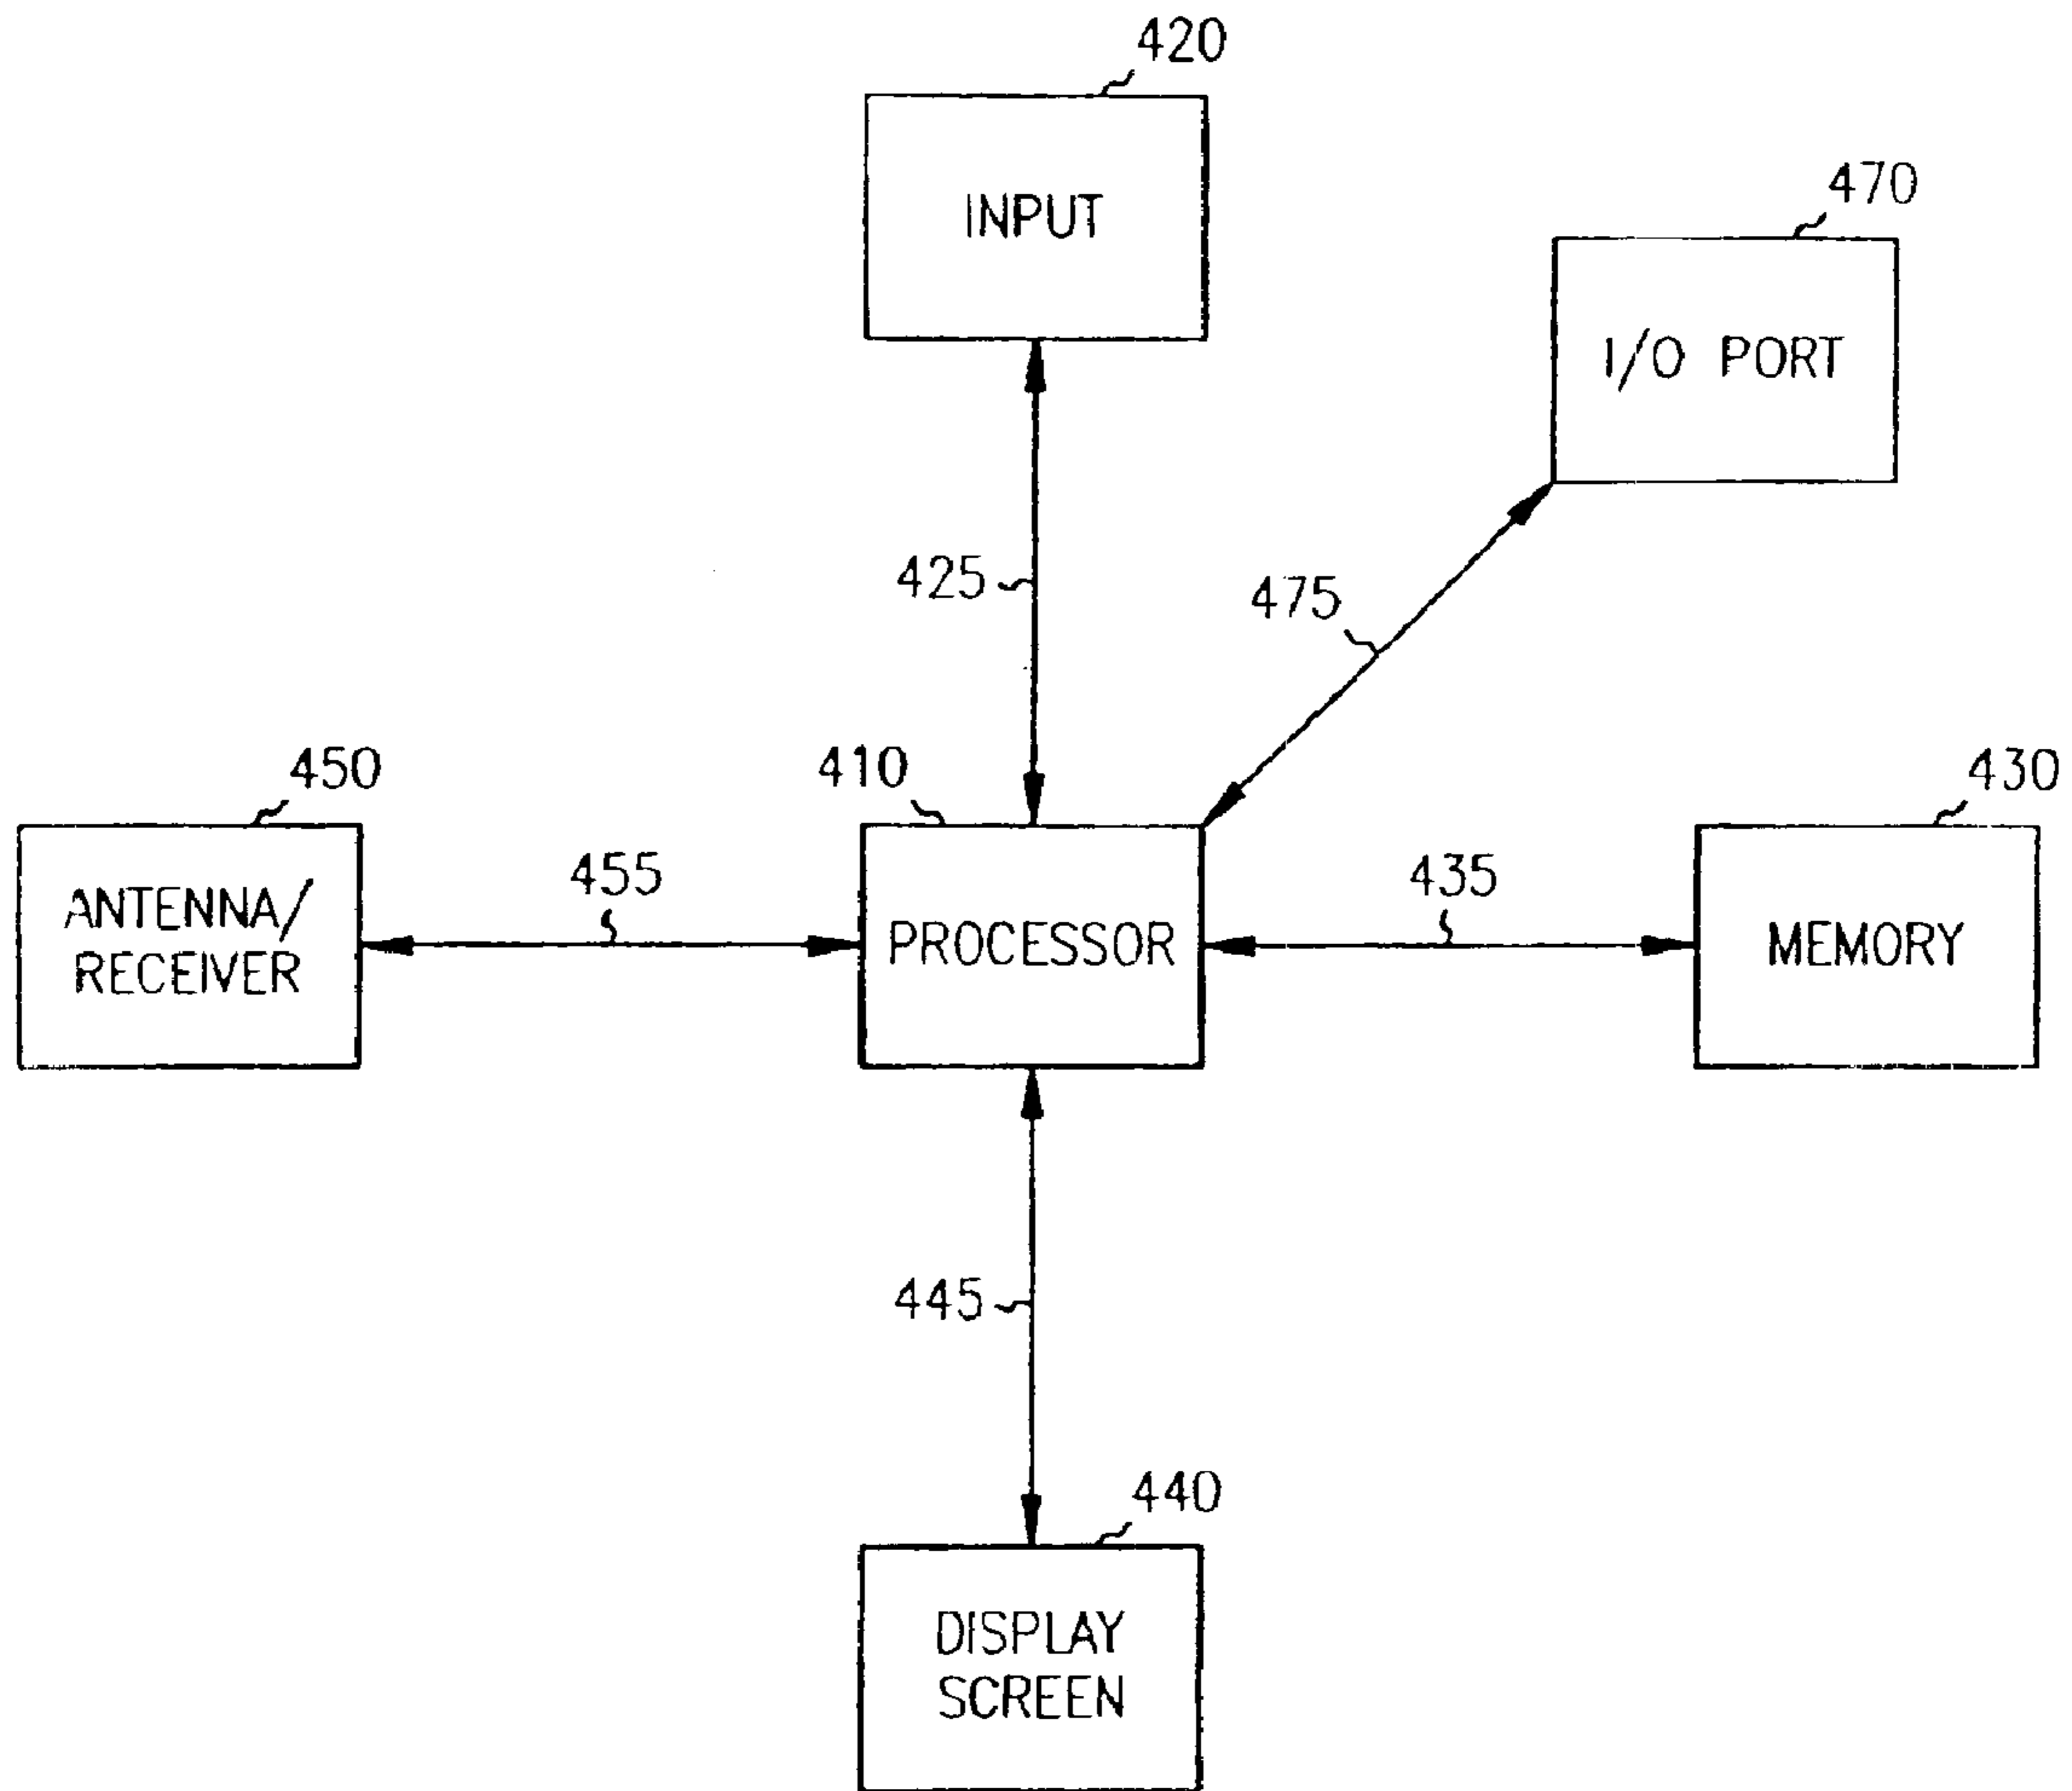 420
INPUT
470
I/O PORT
425
475
450
410
430
ANTENNA/
RECEIVER
455
PROCESSOR
435
MEMORY
445
440
DISPLAY
SCREEN